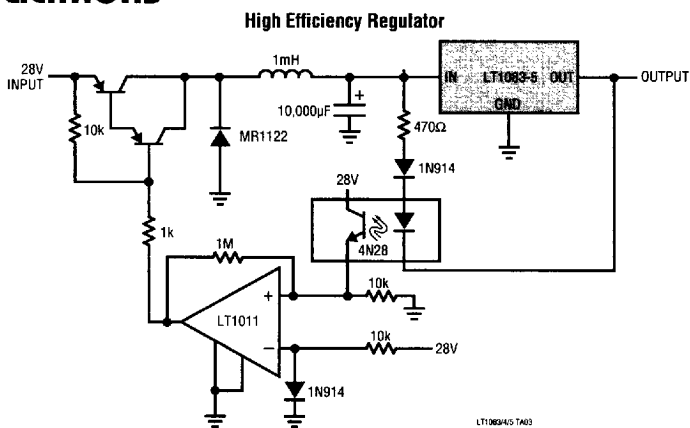 High Efficiency Regulator
28V
INPUT
1mH
10,000µF
+
IN LT1083-5 OUT
GND
OUTPUT
10k
MR1122
470Ω
1N914
28V
4N28
1k
1M
+
10k
LT1011
−
10k
28V
1N914
LT1083/4/5 TA03